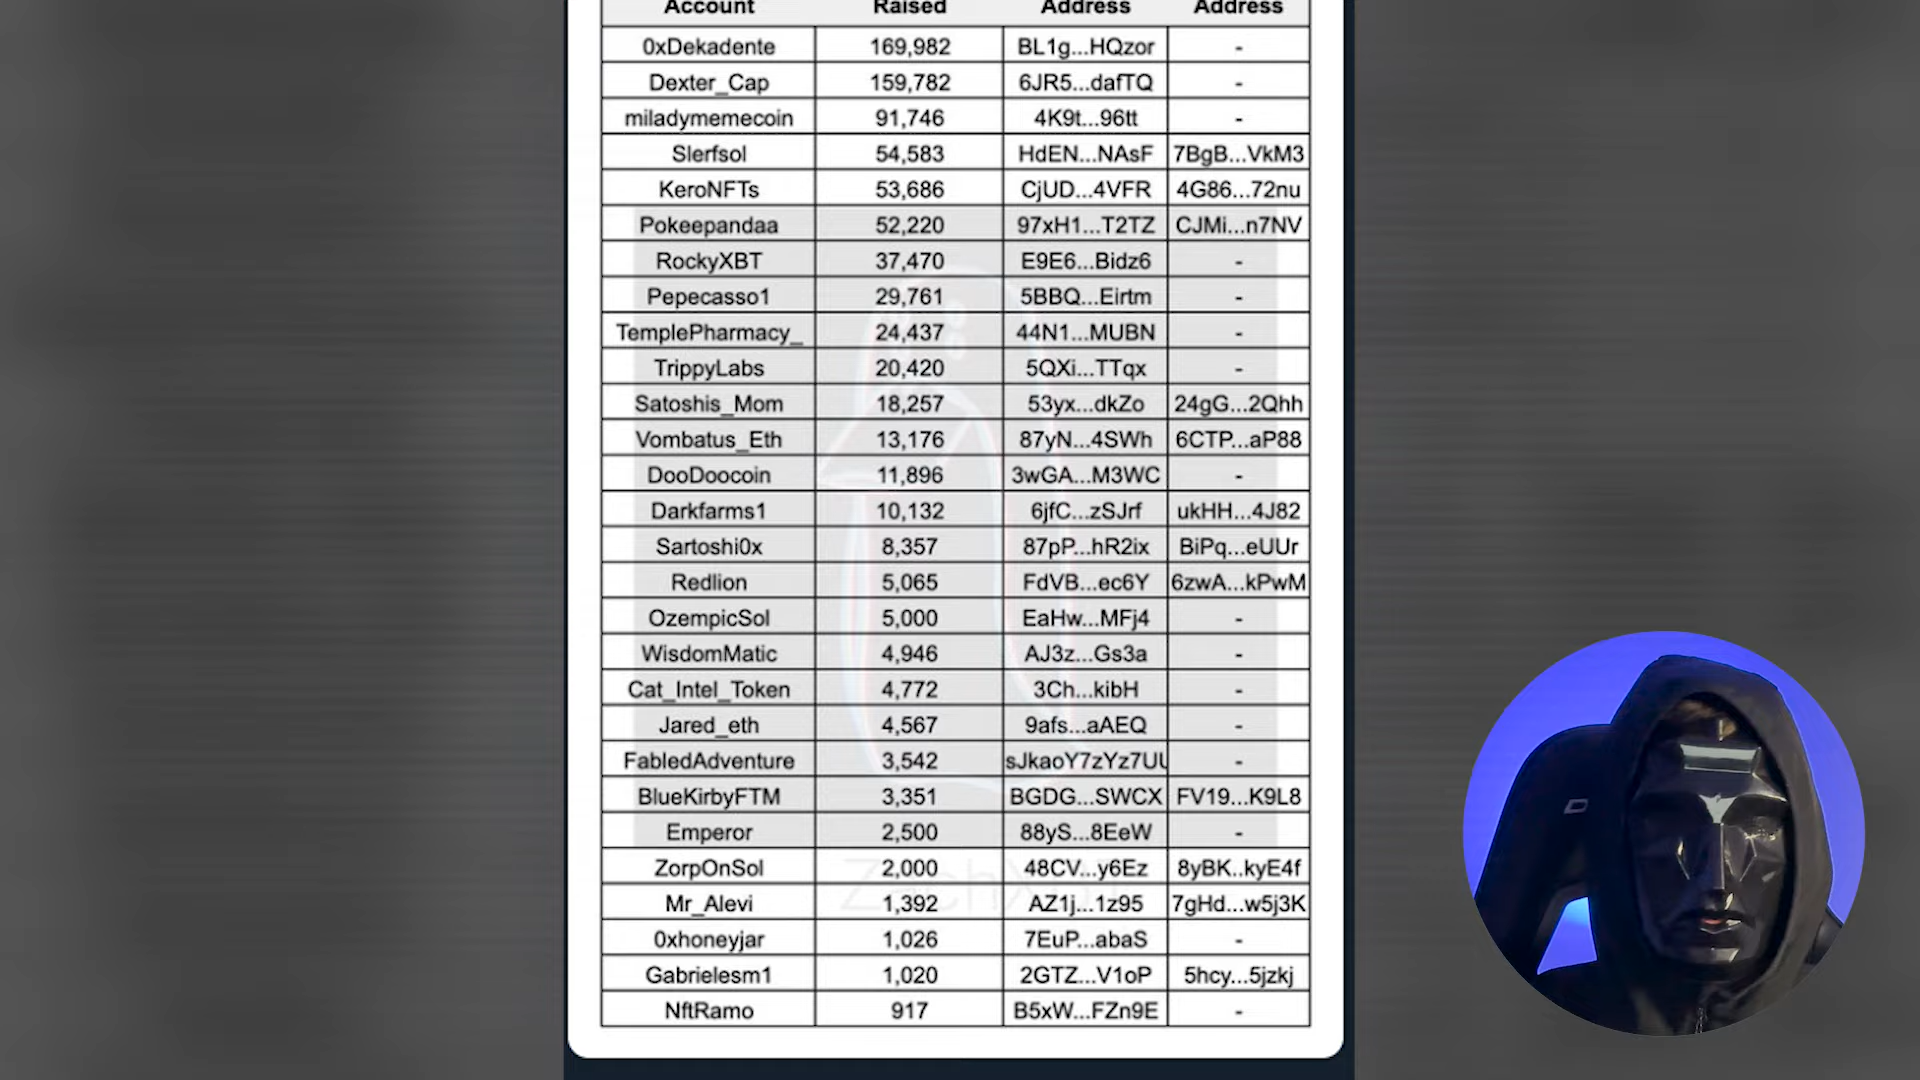 Account Raised Address Address
0xDekadente 169,982 BL1g...HQzor -
Dexter_Cap 159,782 6JR5...dafTQ -
miladymemecoin 91,746 4K9t...96tt -
Slerfsol 54,583 HdEN...NAsF 7BgB...VkM3
KeroNFTs 53,686 CjUD...4VFR 4G86...72nu
Pokeepandaa 52,220 97xH1...T2TZ CJMi...n7NV
RockyXBT 37,470 E9E6...Bidz6 -
Pepecasso1 29,761 5BBQ...Eirtm -
TemplePharmacy_ 24,437 44N1...MUBN -
TrippyLabs 20,420 5QXi...TTqx -
Satoshis_Mom 18,257 53yx...dkZo 24gG...2Qhh
Vombatus_Eth 13,176 87yN...4SWh 6CTP...aP88
DooDoocoin 11,896 3wGA...M3WC -
Darkfarms1 10,132 6jfC...zSJrf ukHH...4J82
Sartoshi0x 8,357 87pP...hR2ix BiPq...eUUr
Redlion 5,065 FdVB...ec6Y 6zwA...kPwM
OzempicSol 5,000 EaHw...MFj4 -
WisdomMatic 4,946 AJ3z...Gs3a -
Cat_Intel_Token 4,772 3Ch...kibH -
Jared_eth 4,567 9afs...aAEQ -
FabledAdventure 3,542 sJkaoY7zYz7UU -
BlueKirbyFTM 3,351 BGDG...SWCX FV19...K9L8
Emperor 2,500 88yS...8EeW -
ZorpOnSol 2,000 48CV...y6Ez 8yBK..kyE4f
Mr_Alevi 1,392 AZ1j...1z95 7gHd...w5j3K
0xhoneyjar 1,026 7EuP...abaS -
Gabrielesm1 1,020 2GTZ...V1oP 5hcy...5jzkj
NftRamo 917 B5xW...FZn9E -